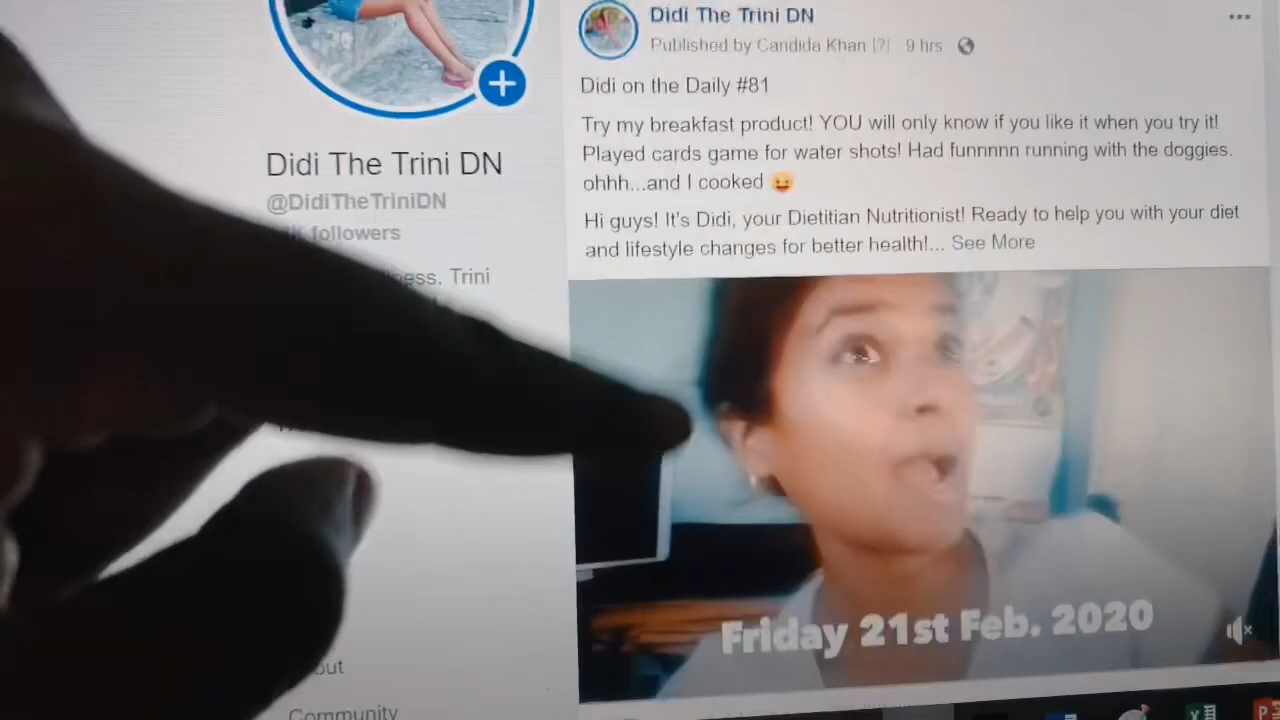 Didi The Trini DN
@DidiTheTriniDN
followers
Trini
Community
Didi The Trini DN
Published by Candida Khan [?] 9 hrs
Didi on the Daily #81
Try my breakfast product! YOU will only know if you like it when you try it!
Played cards game for water shots! Had funnnnn running with the doggies.
ohhh...and I cooked 😛
Hi guys! It's Didi, your Dietitian Nutritionist! Ready to help you with your diet
and lifestyle changes for better health!... See More
Friday 21st Feb. 2020